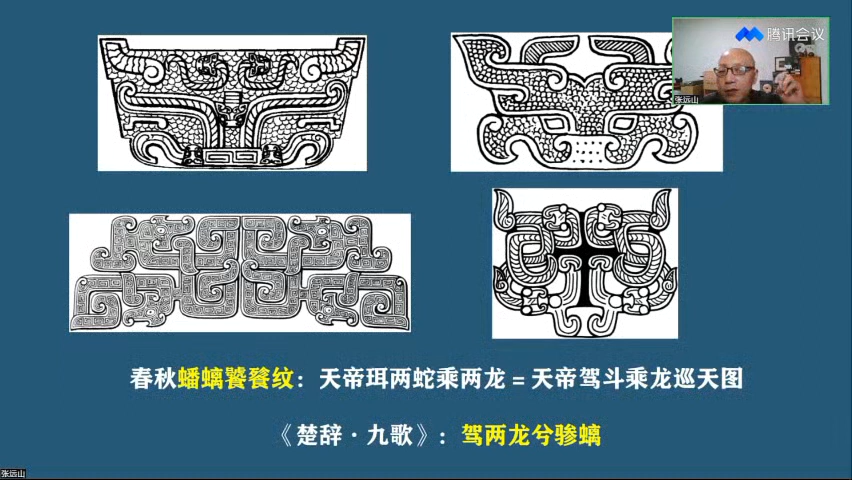 腾讯会议
张远山
春秋蟠螭饕餮纹：天帝珥两蛇乘两龙 = 天帝驾斗乘龙巡天图
《楚辞·九歌》：驾两龙兮骖螭
张远山